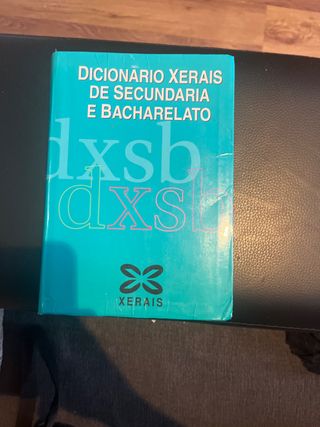 DICIONÁRIO XERAIS
DE SECUNDARIA
E BACHARELATO
dxsb
dxsb
XERAIS